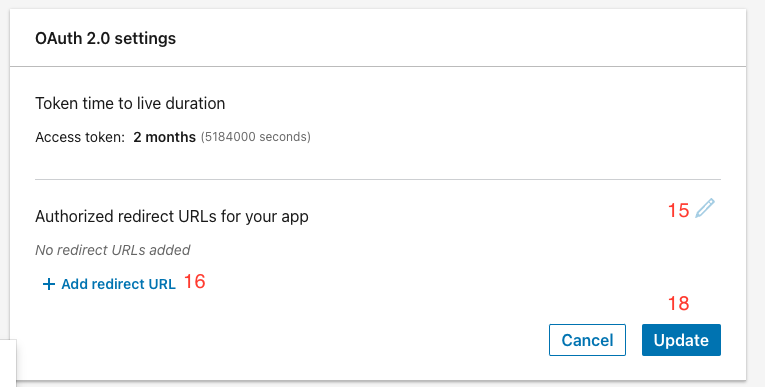 OAuth 2.0 settings
Token time to live duration
Access token: 2 months (5184000 seconds)
Authorized redirect URLs for your app 15
No redirect URLs added
+ Add redirect URL 16
18
Cancel Update